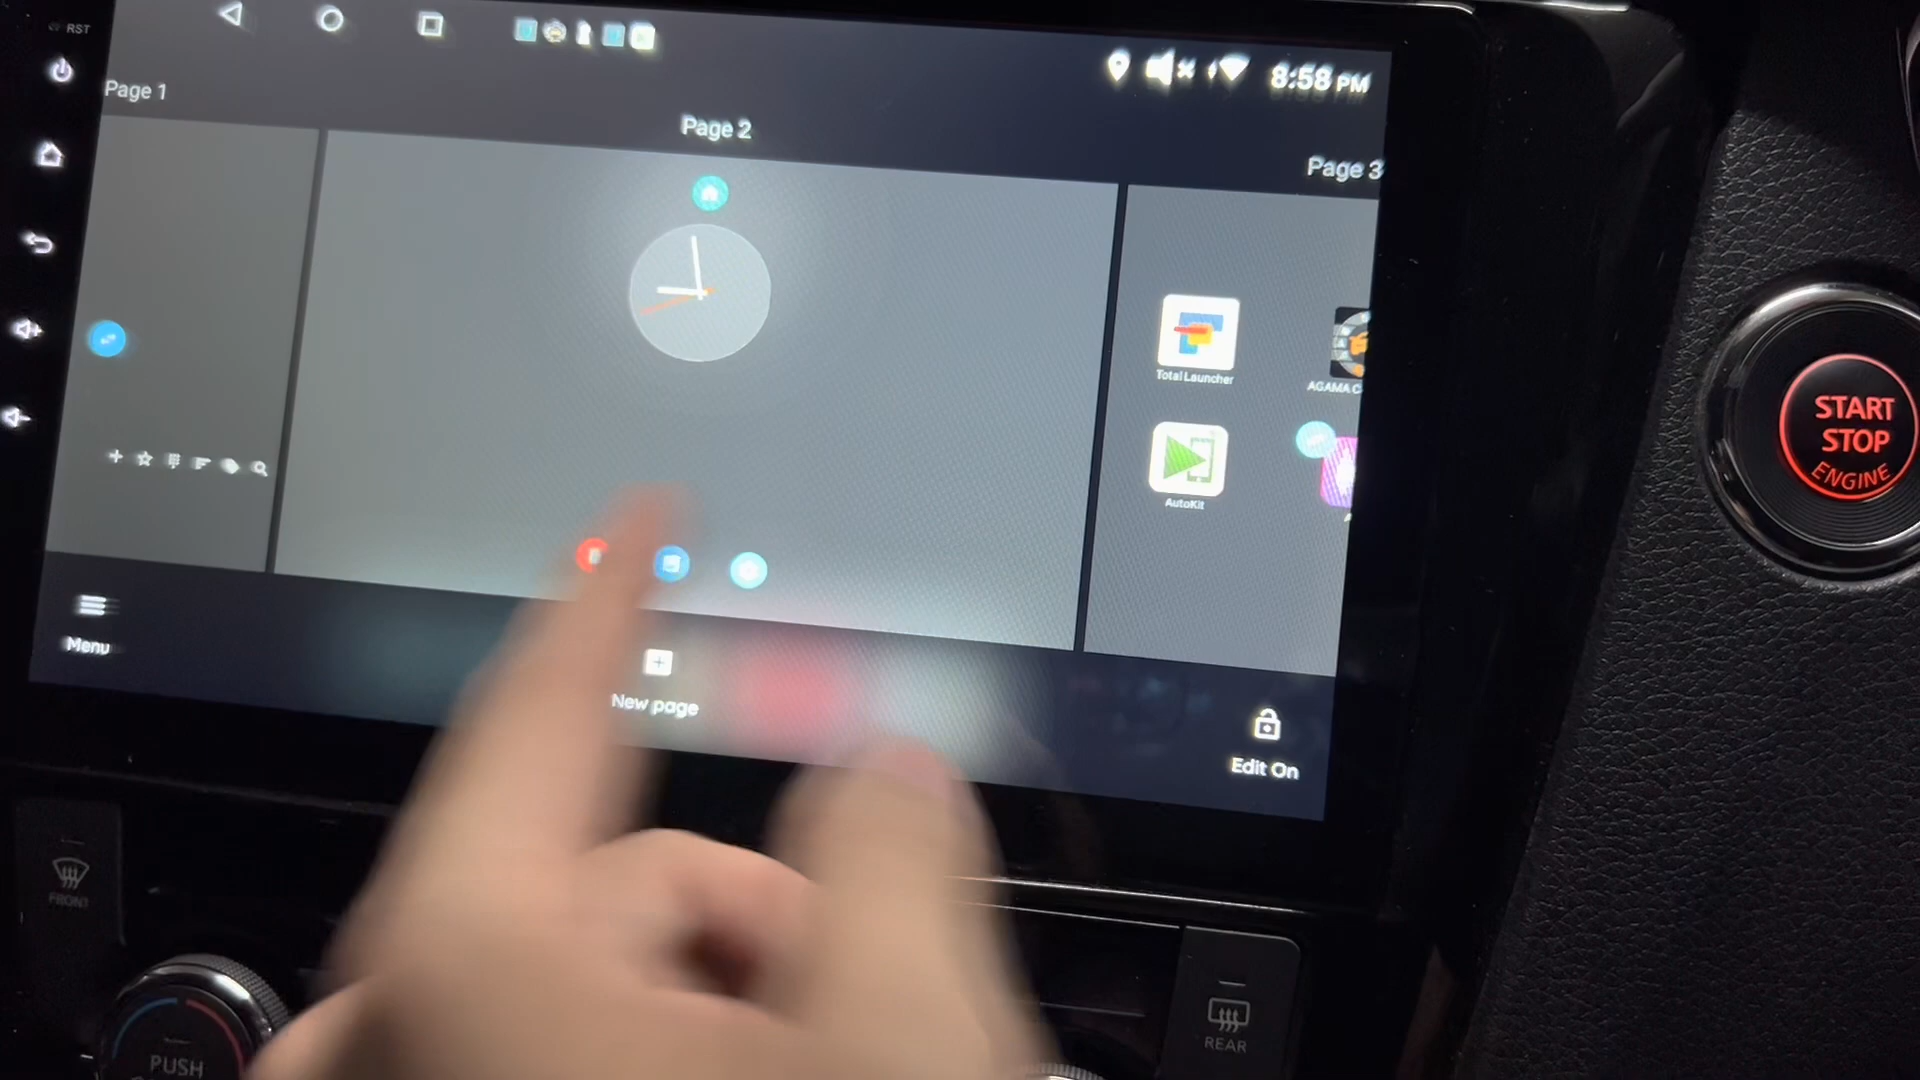 RST
8:58 PM
Page 1
Page 2
Page 3
Total Launcher
AGAMA
AutoKit
Menu
New page
Edit On
START
STOP
ENGINE
FRONT
REAR
PUSH